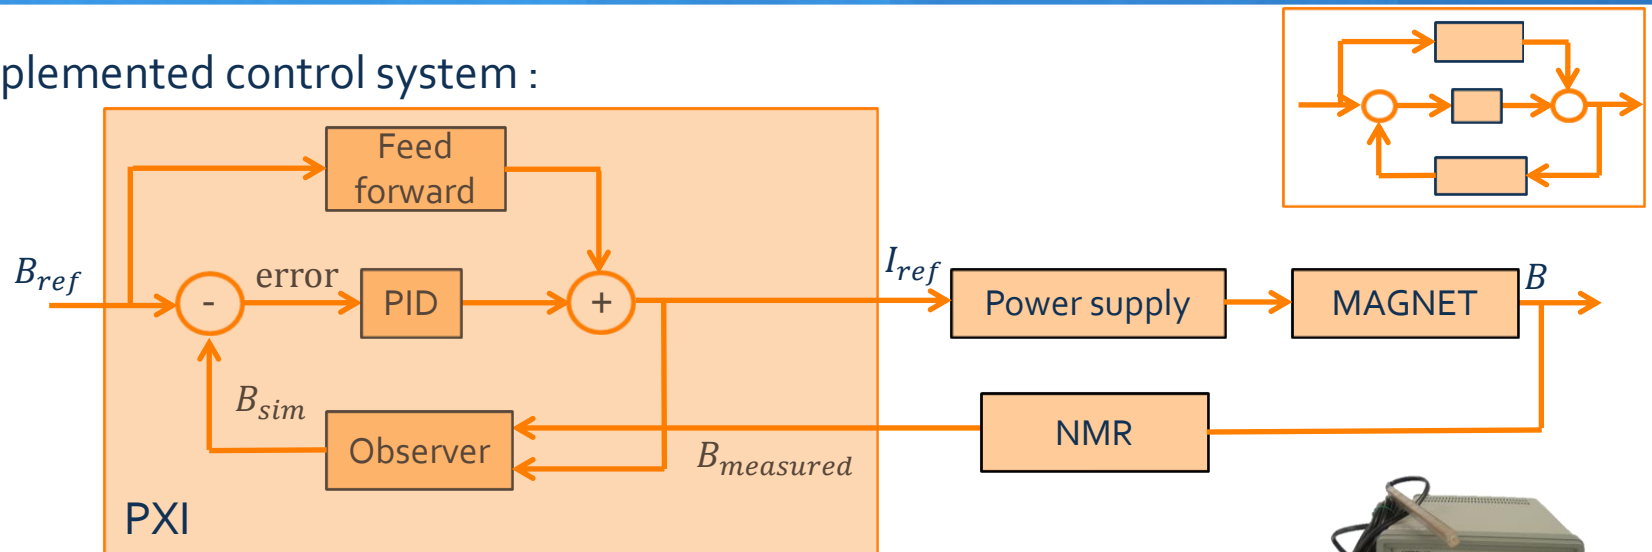 plemented control system :
Feed
forward
B_ref
-
error
PID
+
I_ref
Power supply
MAGNET
B
B_sim
Observer
B_measured
NMR
PXI